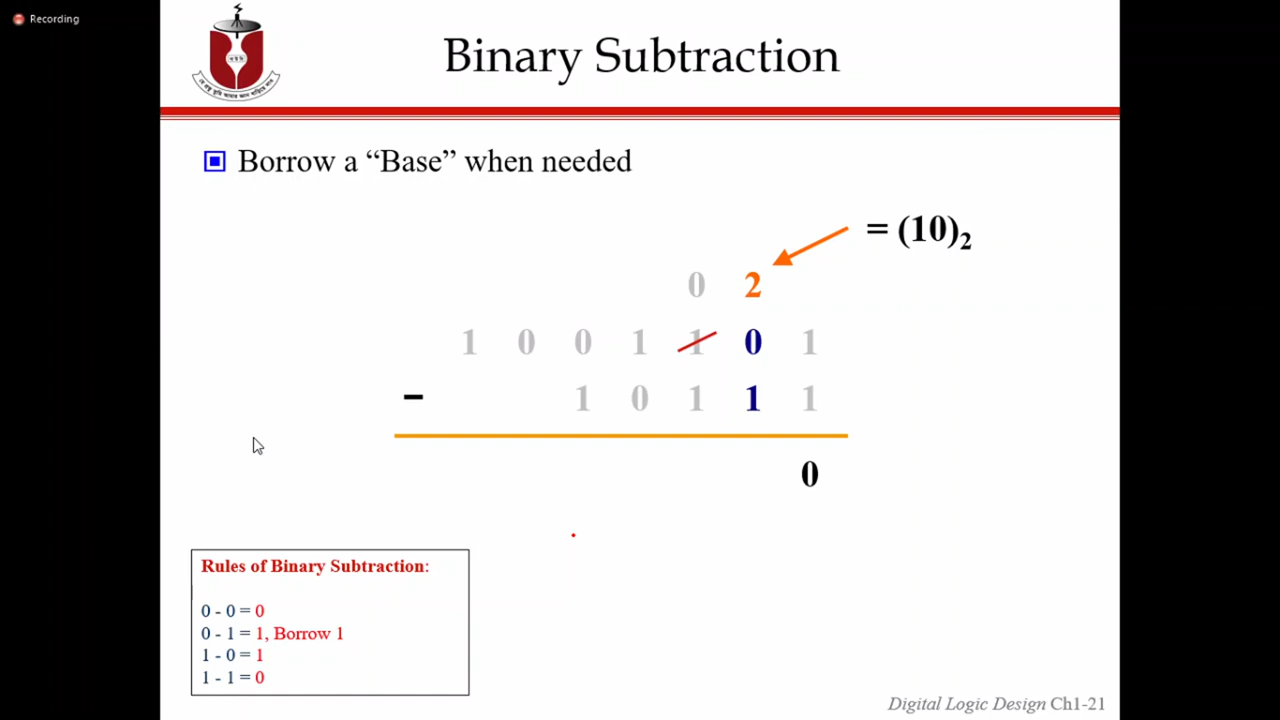 Recording
Binary Subtraction
Borrow a “Base” when needed
= (10)₂
0 2
1 0 0 1 1 0 1
- 1 0 1 1 1
0
Rules of Binary Subtraction:
0 - 0 = 0
0 - 1 = 1, Borrow 1
1 - 0 = 1
1 - 1 = 0
Digital Logic Design Ch1-21